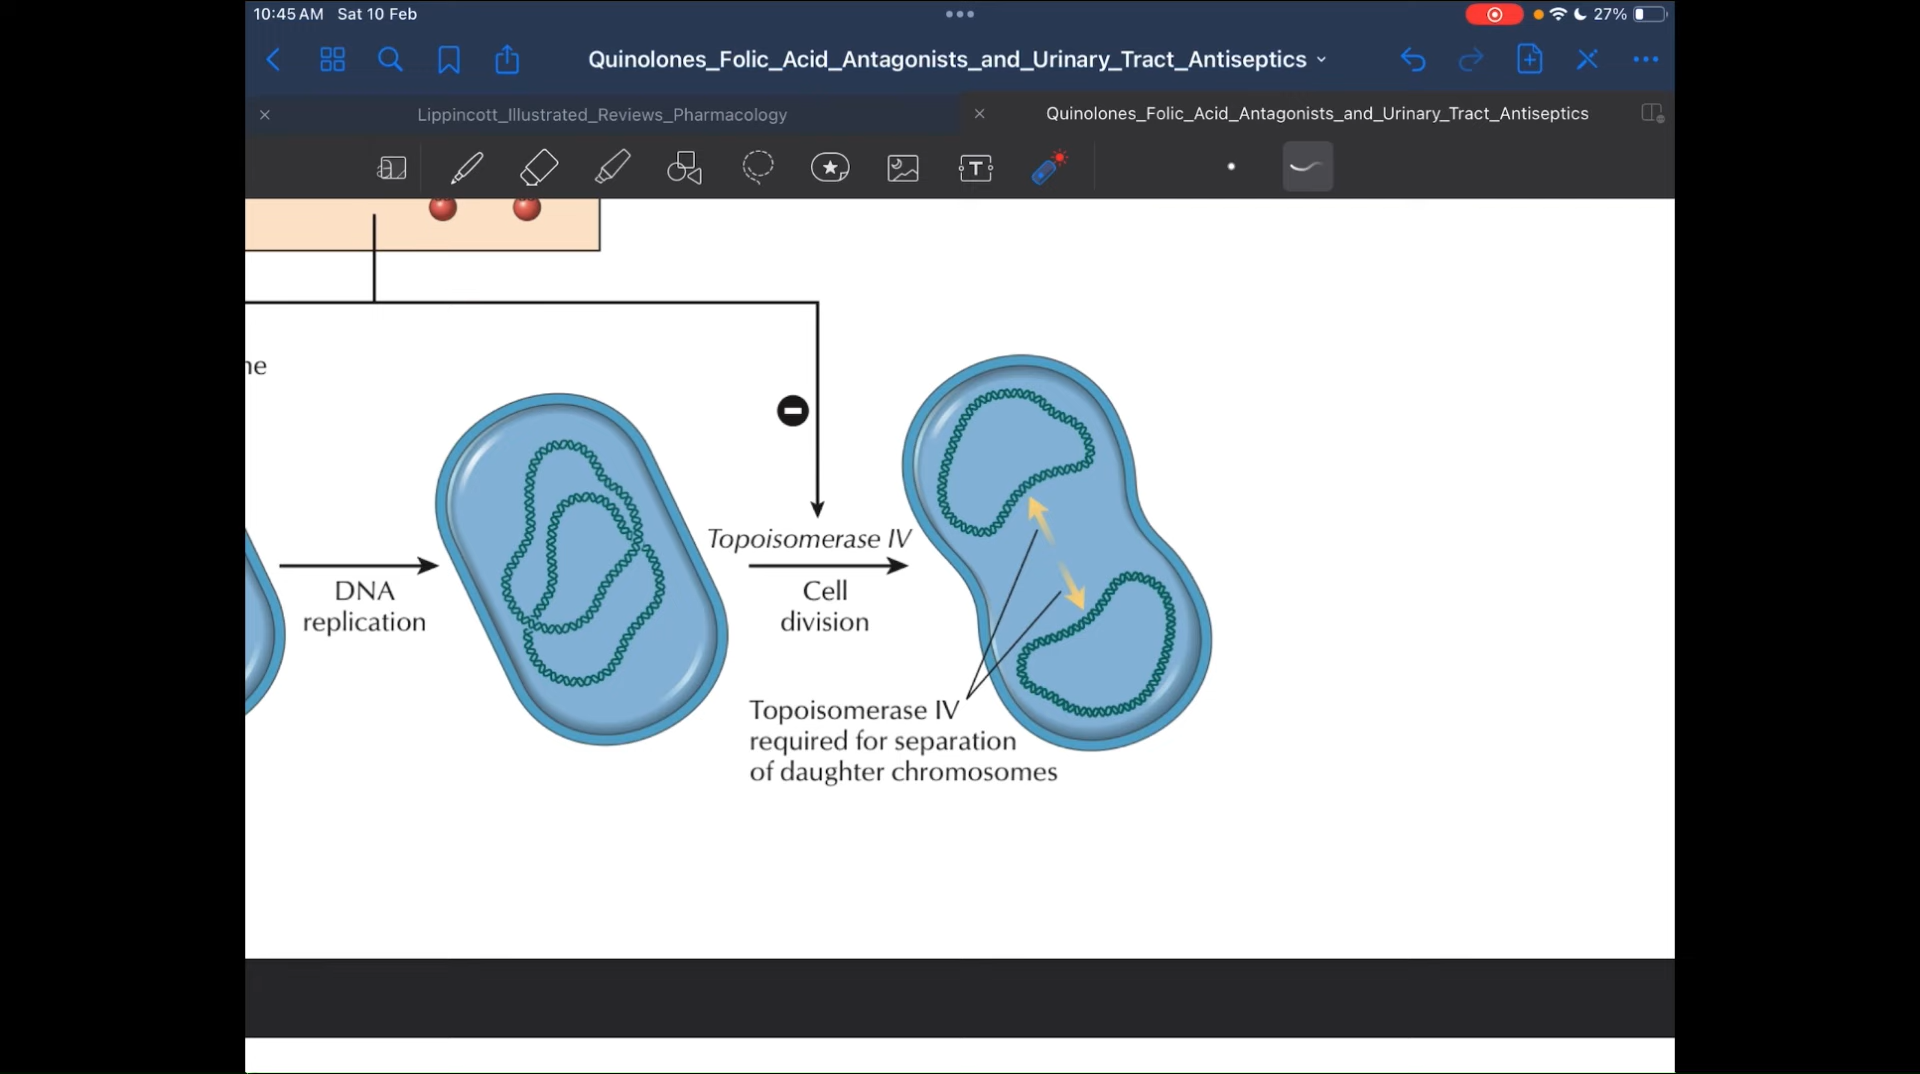 10:45 AM Sat 10 Feb
27%
Quinolones_Folic_Acid_Antagonists_and_Urinary_Tract_Antiseptics
Lippincott_Illustrated_Reviews_Pharmacology
Quinolones_Folic_Acid_Antagonists_and_Urinary_Tract_Antiseptics
T
ne
Topoisomerase IV
DNA
replication
Cell
division
Topoisomerase IV
required for separation
of daughter chromosomes